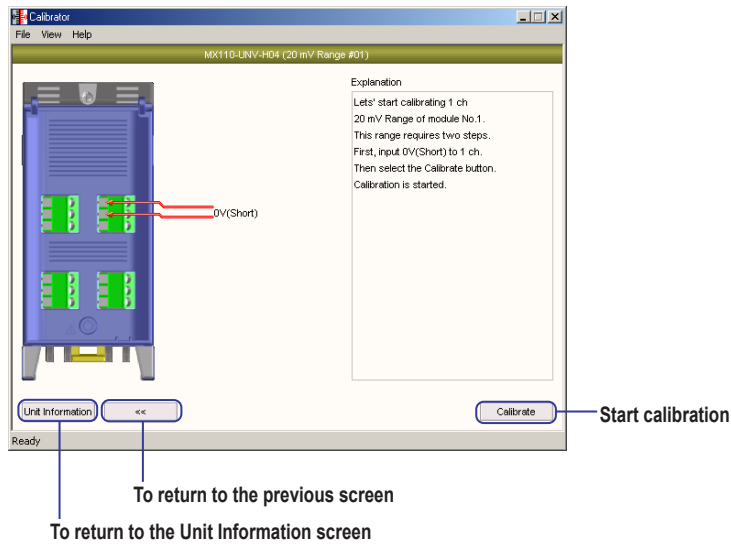 Calibrator
File View Help
MX110-UNV-H04 (20 mV Range #01)
Explanation
Lets' start calibrating 1 ch
20 mV Range of module No.1.
This range requires two steps.
First, input 0V(Short) to 1 ch.
Then select the Calibrate button.
Calibration is started.
0V(Short)
Unit Information
<<
Calibrate
Start calibration
Ready
To return to the previous screen
To return to the Unit Information screen